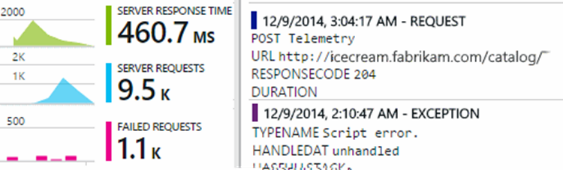 2000
SERVER RESPONSE TIME
460.7 MS
2K
1K
SERVER REQUESTS
9.5 K
500
FAILED REQUESTS
1.1 K
12/9/2014, 3:04:17 AM - REQUEST
POST Telemetry
URL http://icecream.fabrikam.com/catalog/
RESPONSECODE 204
DURATION
12/9/2014, 2:10:47 AM - EXCEPTION
TYPENAME Script error.
HANDLEDAT unhandled